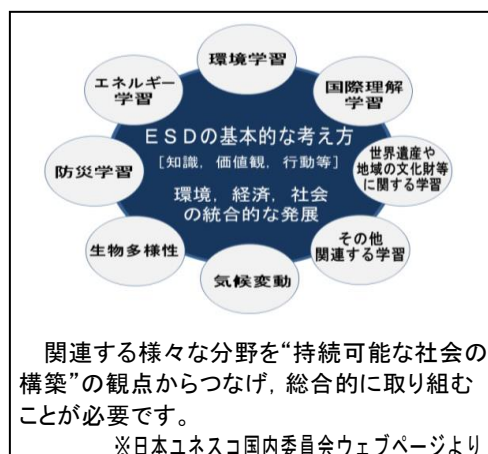 環境学習
エネルギー
学習
国際理解
学習
ESDの基本的な考え方
[知識，価値観，行動等]
環境，経済，社会
の統合的な発展
防災学習
世界遺産や
地域の文化財等
に関する学習
生物多様性
気候変動
その他
関連する学習
関連する様々な分野を“持続可能な社会の
構築”の観点からつなげ，総合的に取り組む
ことが必要です。
※日本ユネスコ国内委員会ウェブページより